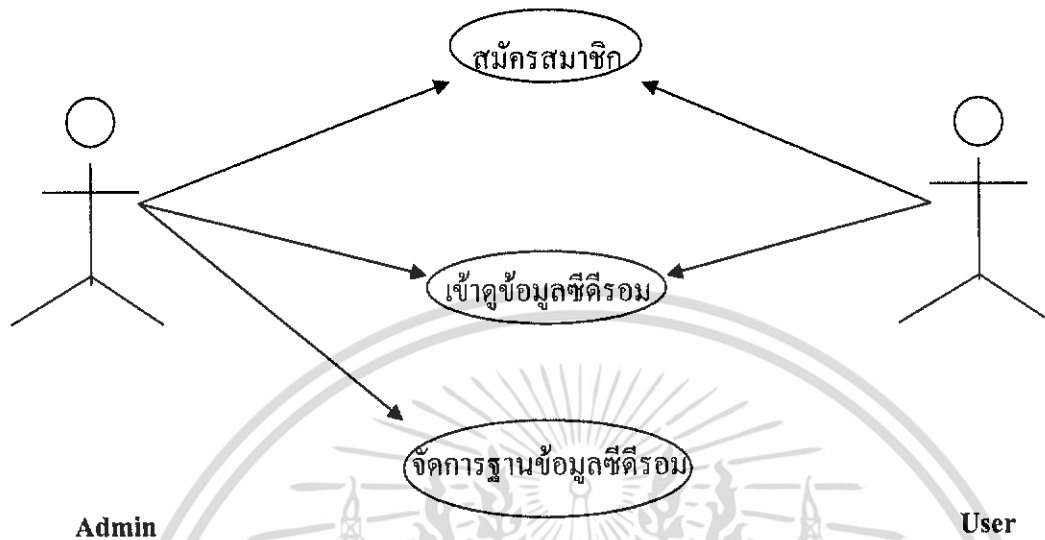 สมัครสมาชิก
เข้าดูข้อมูลซีดีรอม
จัดการฐานข้อมูลซีดีรอม
Admin
User